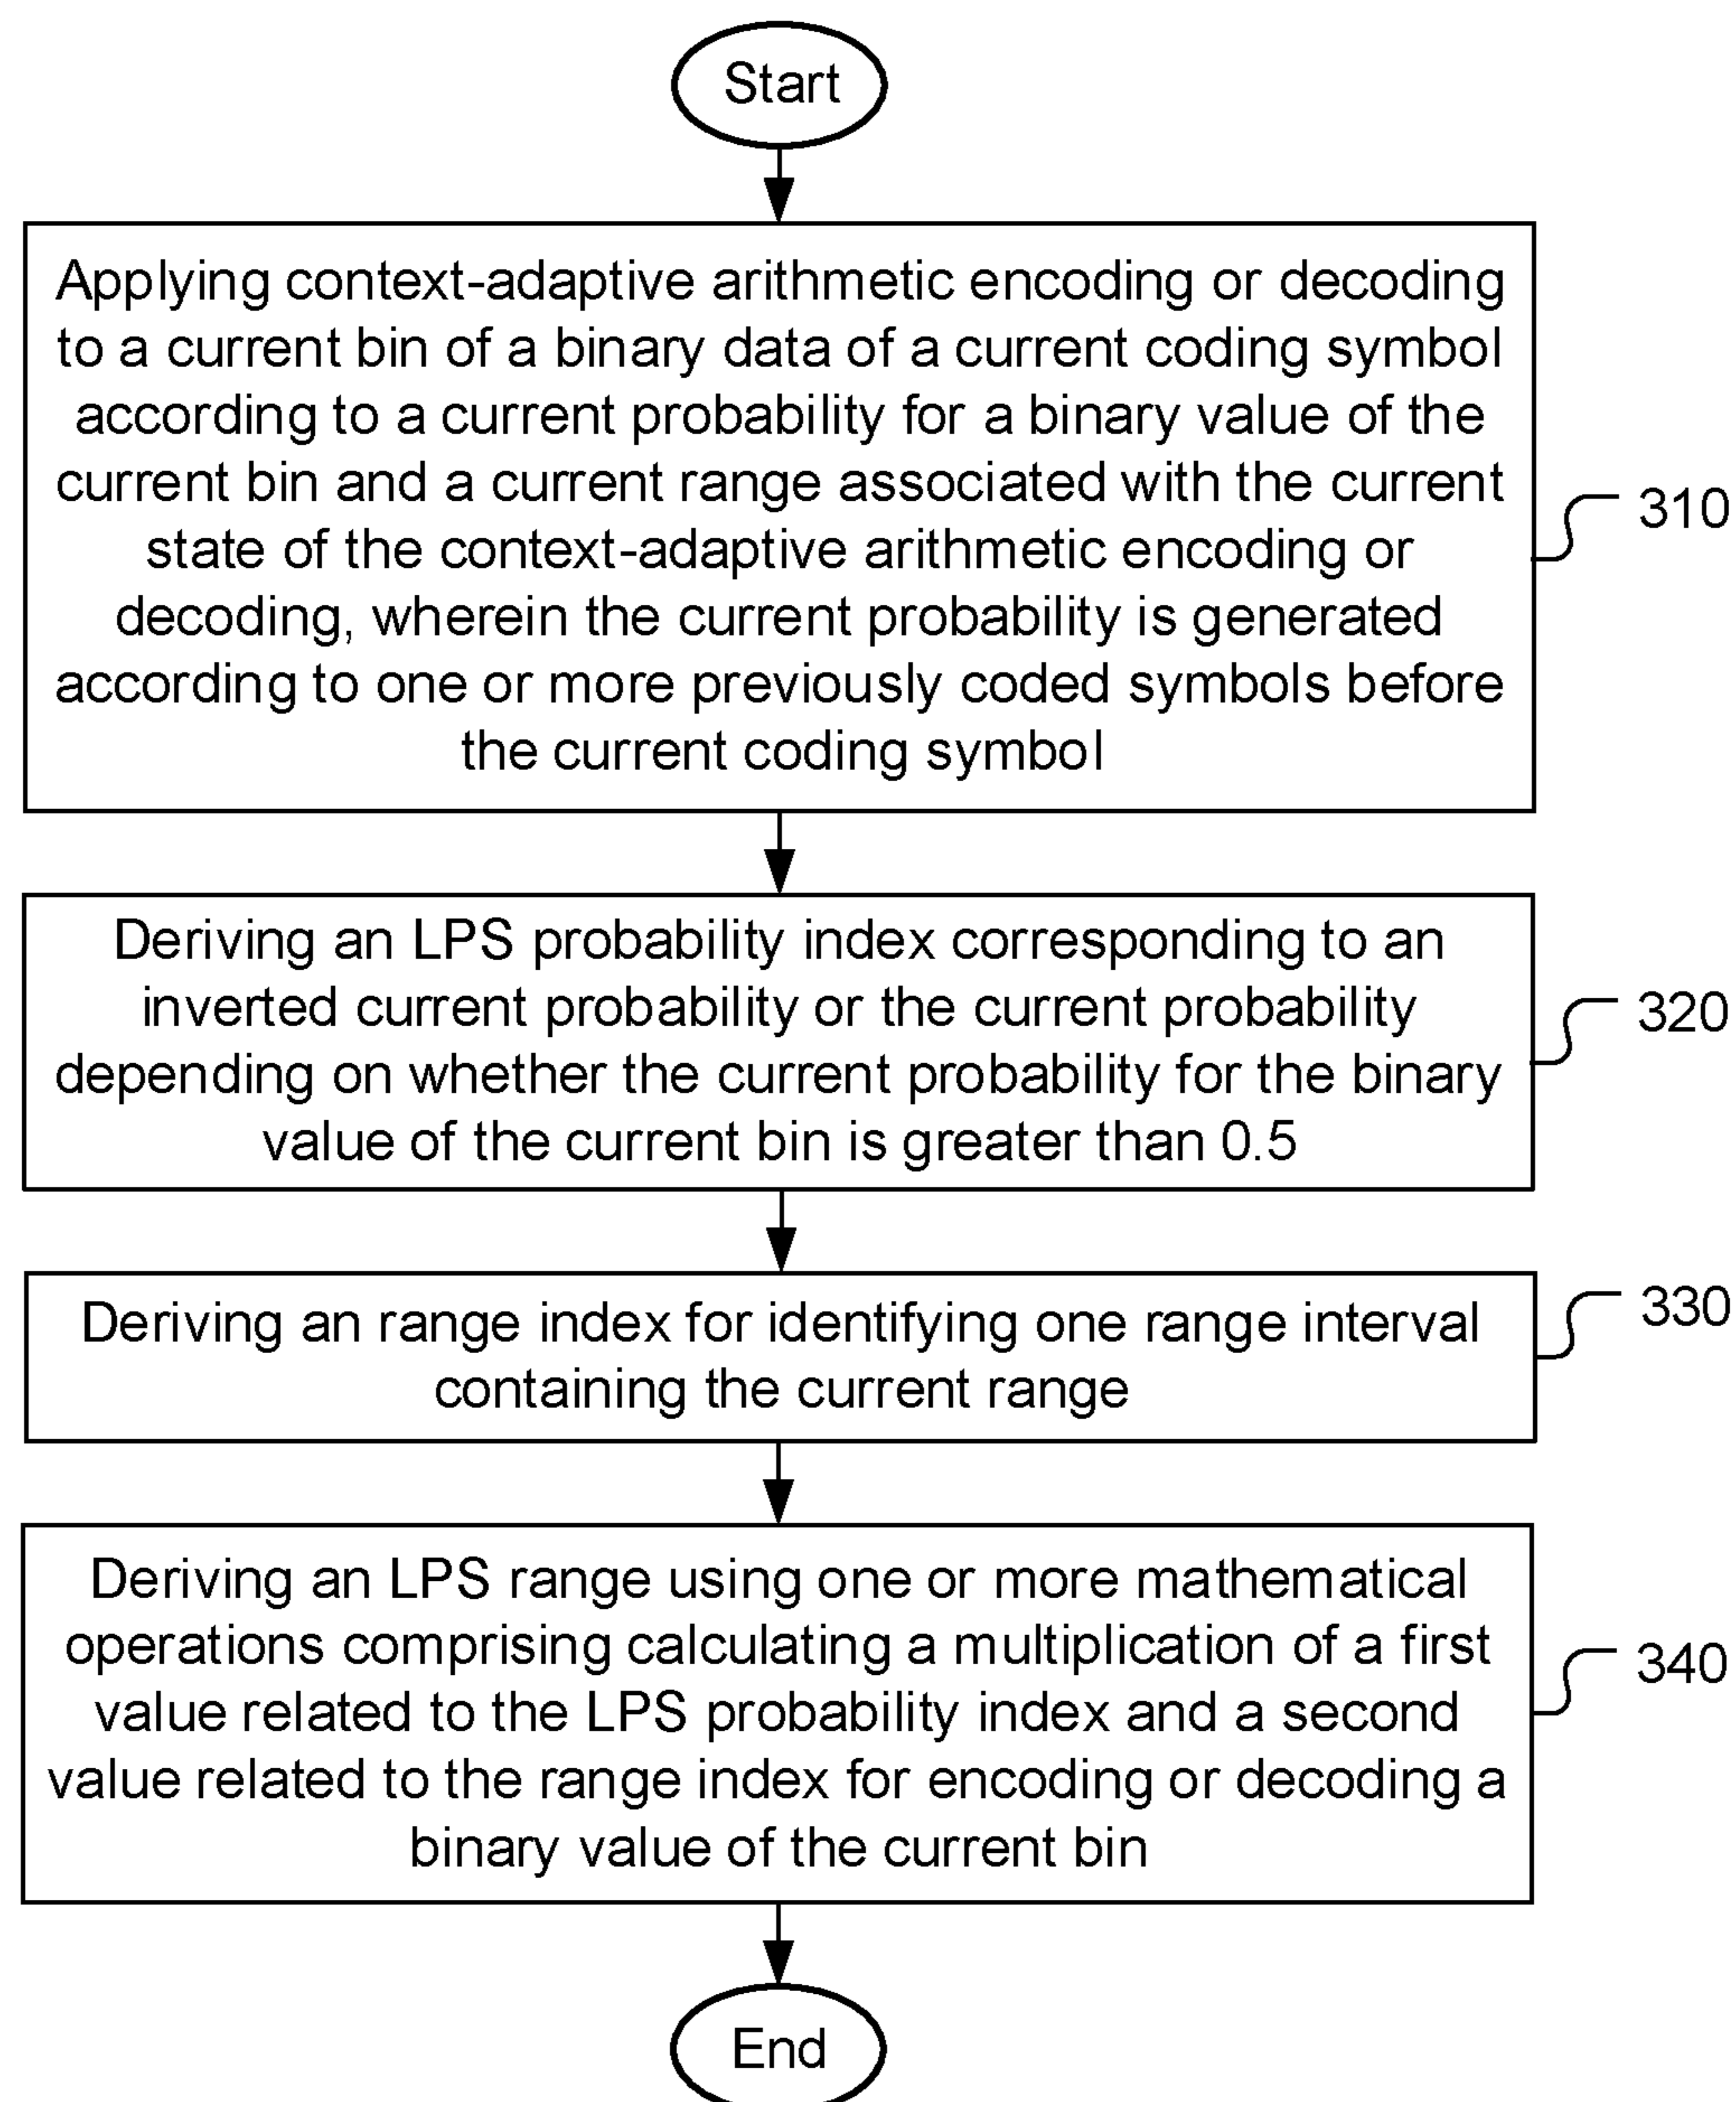 Start
Applying context-adaptive arithmetic encoding or decoding
to a current bin of a binary data of a current coding symbol
according to a current probability for a binary value of the
current bin and a current range associated with the current
state of the context-adaptive arithmetic encoding or
decoding, wherein the current probability is generated
according to one or more previously coded symbols before
the current coding symbol
310
Deriving an LPS probability index corresponding to an
inverted current probability or the current probability
depending on whether the current probability for the binary
value of the current bin is greater than 0.5
320
Deriving an range index for identifying one range interval
containing the current range
330
Deriving an LPS range using one or more mathematical
operations comprising calculating a multiplication of a first
value related to the LPS probability index and a second
value related to the range index for encoding or decoding a
binary value of the current bin
340
End